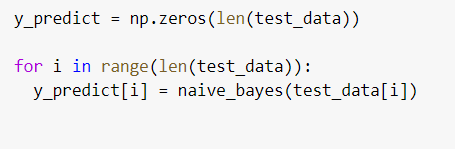 y_predict = np.zeros(len(test_data))
for i in range(len(test_data)):
  y_predict[i] = naive_bayes(test_data[i])